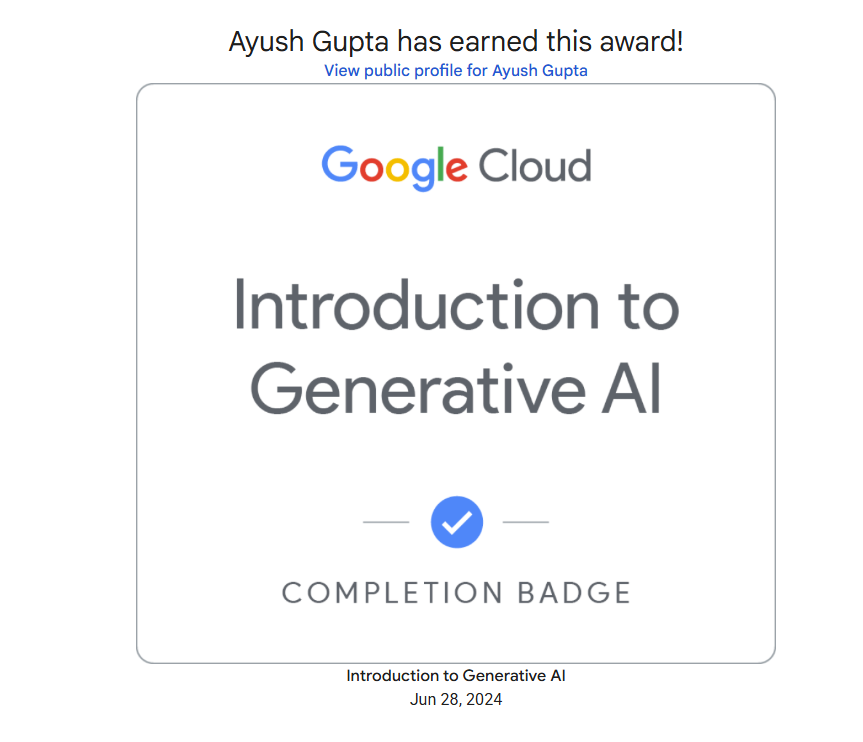 Ayush Gupta has earned this award!
View public profile for Ayush Gupta
Google Cloud
Introduction to
Generative AI
COMPLETION BADGE
Introduction to Generative AI
Jun 28, 2024